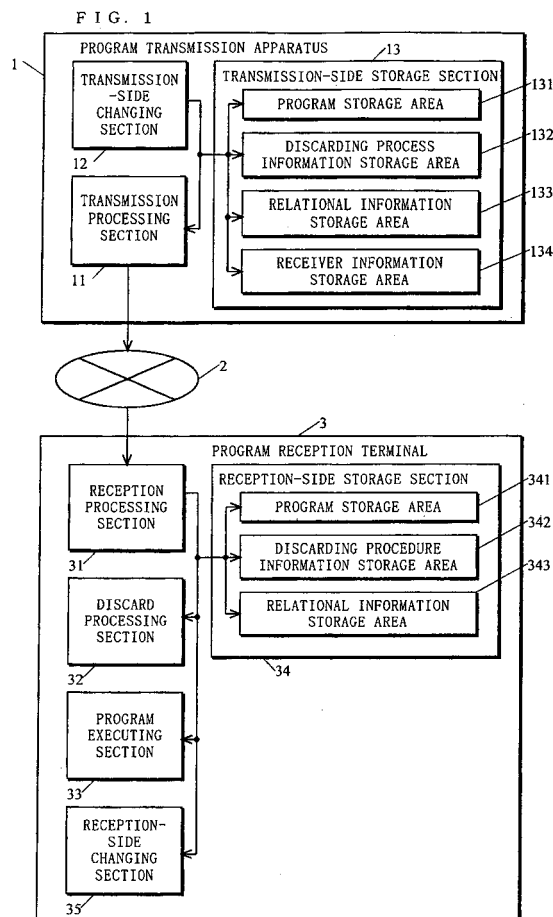 FIG. 1
PROGRAM TRANSMISSION APPARATUS
1
13
TRANSMISSION
-SIDE
CHANGING
SECTION
12
TRANSMISSION
PROCESSING
SECTION
11
TRANSMISSION-SIDE STORAGE SECTION
PROGRAM STORAGE AREA
131
DISCARDING PROCESS
INFORMATION STORAGE AREA
132
RELATIONAL INFORMATION
STORAGE AREA
133
RECEIVER INFORMATION
STORAGE AREA
134
2
3
PROGRAM RECEPTION TERMINAL
RECEPTION
PROCESSING
SECTION
31
DISCARD
PROCESSING
SECTION
32
PROGRAM
EXECUTING
SECTION
33
RECEPTION-
SIDE
CHANGING
SECTION
35
RECEPTION-SIDE STORAGE SECTION
PROGRAM STORAGE AREA
341
DISCARDING PROCEDURE
INFORMATION STORAGE AREA
342
RELATIONAL INFORMATION
STORAGE AREA
343
34